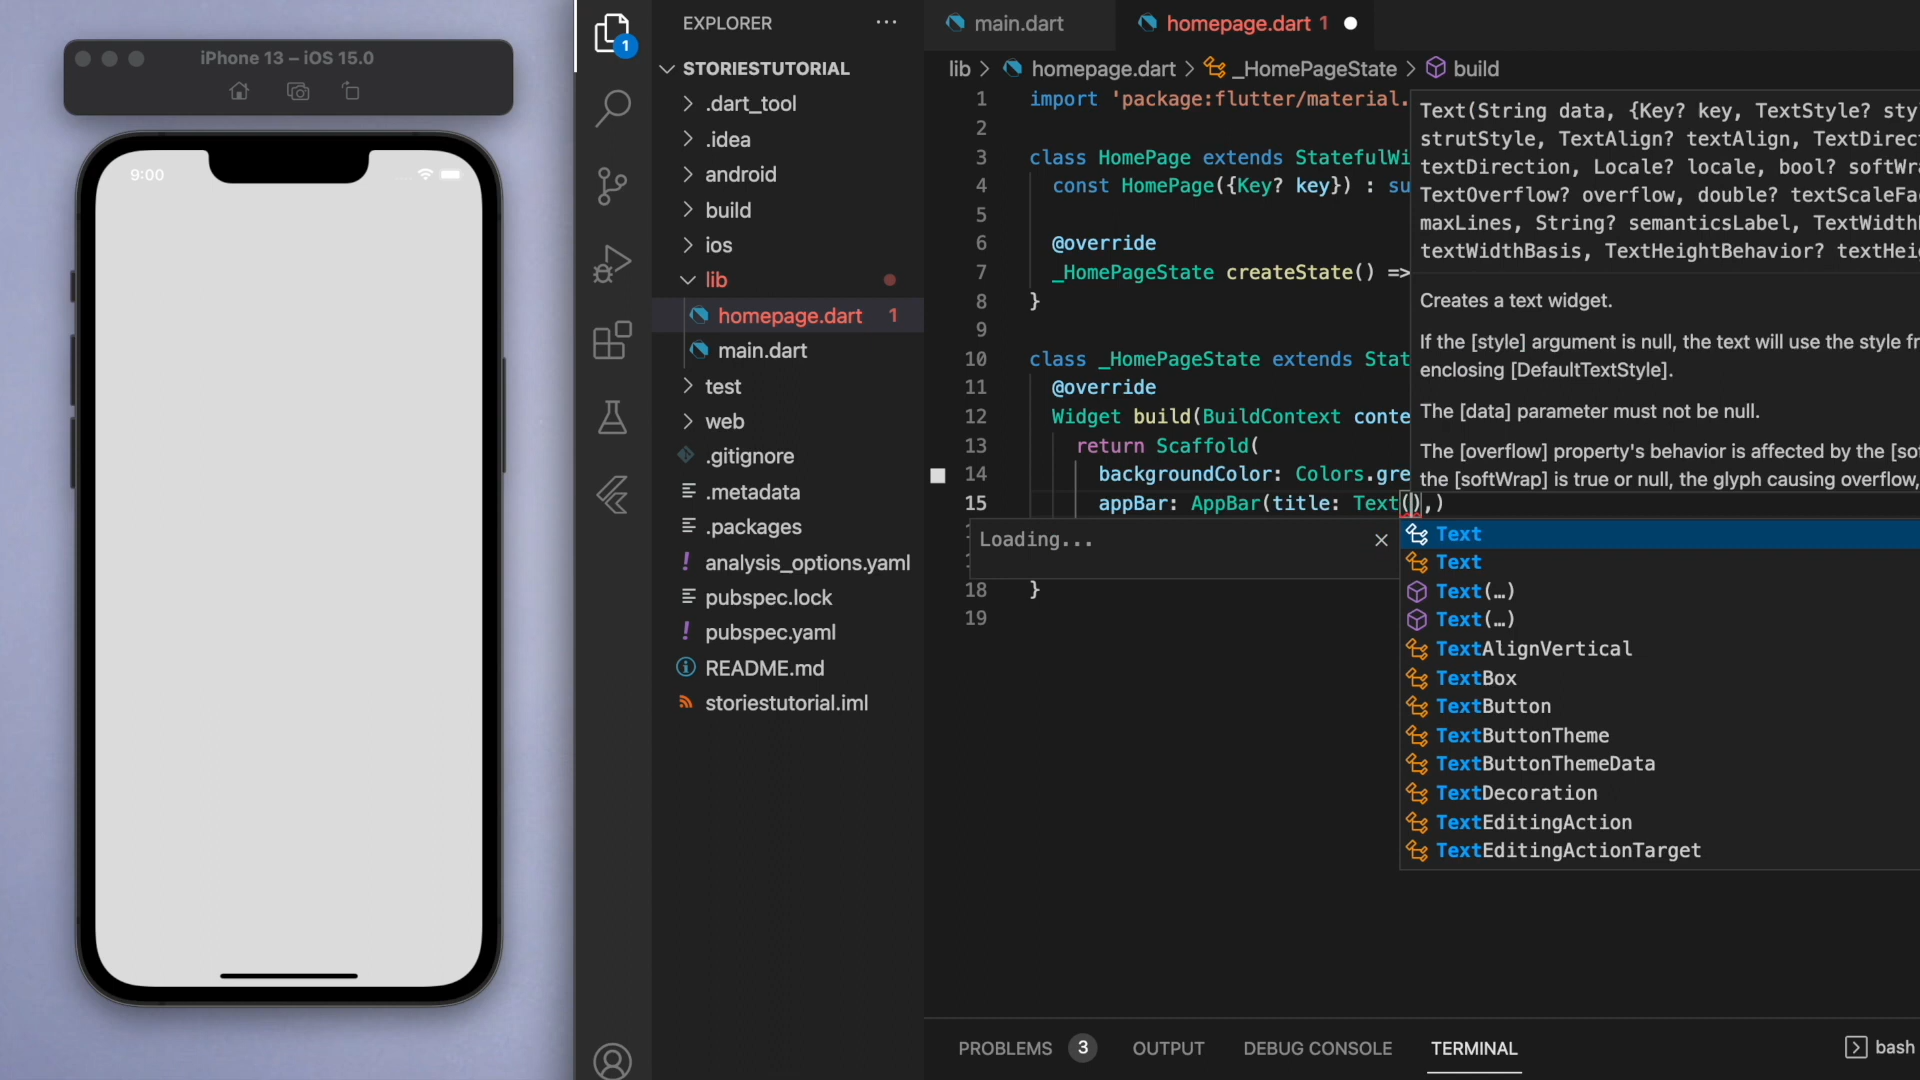 iPhone 13 – iOS 15.0
9:00
1
EXPLORER
STORIESTUTORIAL
.dart_tool
.idea
android
build
ios
lib
homepage.dart 1
main.dart
test
web
.gitignore
.metadata
.packages
! analysis_options.yaml
pubspec.lock
! pubspec.yaml
README.md
storiestutorial.iml
main.dart
homepage.dart 1
lib > homepage.dart > _HomePageState > build
1 import 'package:flutter/material.
2
3 class HomePage extends StatefulWi
4 const HomePage({Key? key}) : su
5
6 @override
7 _HomePageState createState() =>
8 }
9
10 class _HomePageState extends Stat
11 @override
12 Widget build(BuildContext conte
13 return Scaffold(
14 backgroundColor: Colors.gre
15 appBar: AppBar(title: Text(),)
Loading...
18 }
19
Text(String data, {Key? key, TextStyle? sty
strutStyle, TextAlign? textAlign, TextDirect
textDirection, Locale? locale, bool? softWra
TextOverflow? overflow, double? textScaleFac
maxLines, String? semanticsLabel, TextWidthB
textWidthBasis, TextHeightBehavior? textHeig
Creates a text widget.
If the [style] argument is null, the text will use the style fr
enclosing [DefaultTextStyle].
The [data] parameter must not be null.
The [overflow] property's behavior is affected by the [sof
the [softWrap] is true or null, the glyph causing overflow,
Text
Text
Text(…)
Text(…)
TextAlignVertical
TextBox
TextButton
TextButtonTheme
TextButtonThemeData
TextDecoration
TextEditingAction
TextEditingActionTarget
PROBLEMS 3 OUTPUT DEBUG CONSOLE TERMINAL
bash